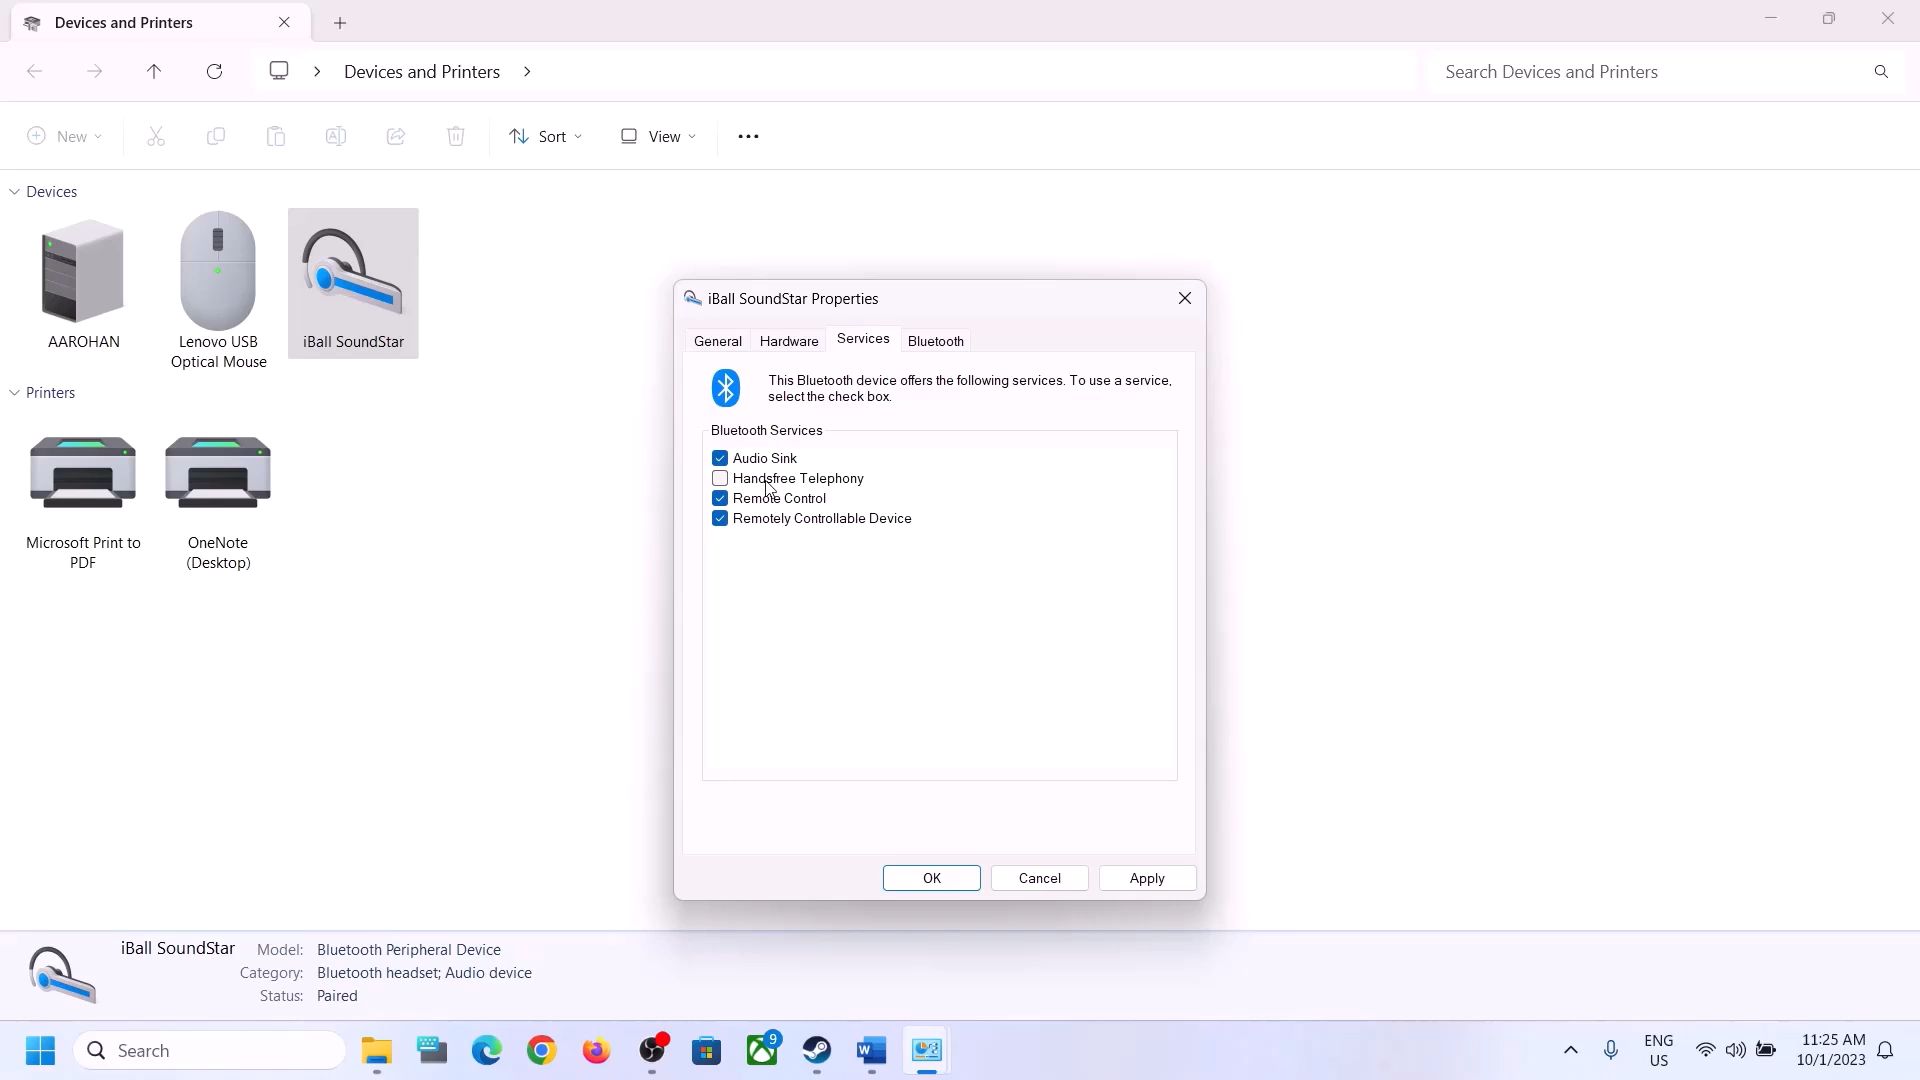 Devices and Printers
Devices and Printers
Search Devices and Printers
New
Sort
View
Devices
AAROHAN
Lenovo USB
Optical Mouse
iBall SoundStar
Printers
Microsoft Print to
PDF
OneNote
(Desktop)
iBall SoundStar Properties
General
Hardware
Services
Bluetooth
This Bluetooth device offers the following services. To use a service,
select the check box.
Bluetooth Services
Audio Sink
Handsfree Telephony
Remote Control
Remotely Controllable Device
OK
Cancel
Apply
iBall SoundStar
Model: Bluetooth Peripheral Device
Category: Bluetooth headset; Audio device
Status: Paired
Search
9
ENG
US
11:25 AM
10/1/2023